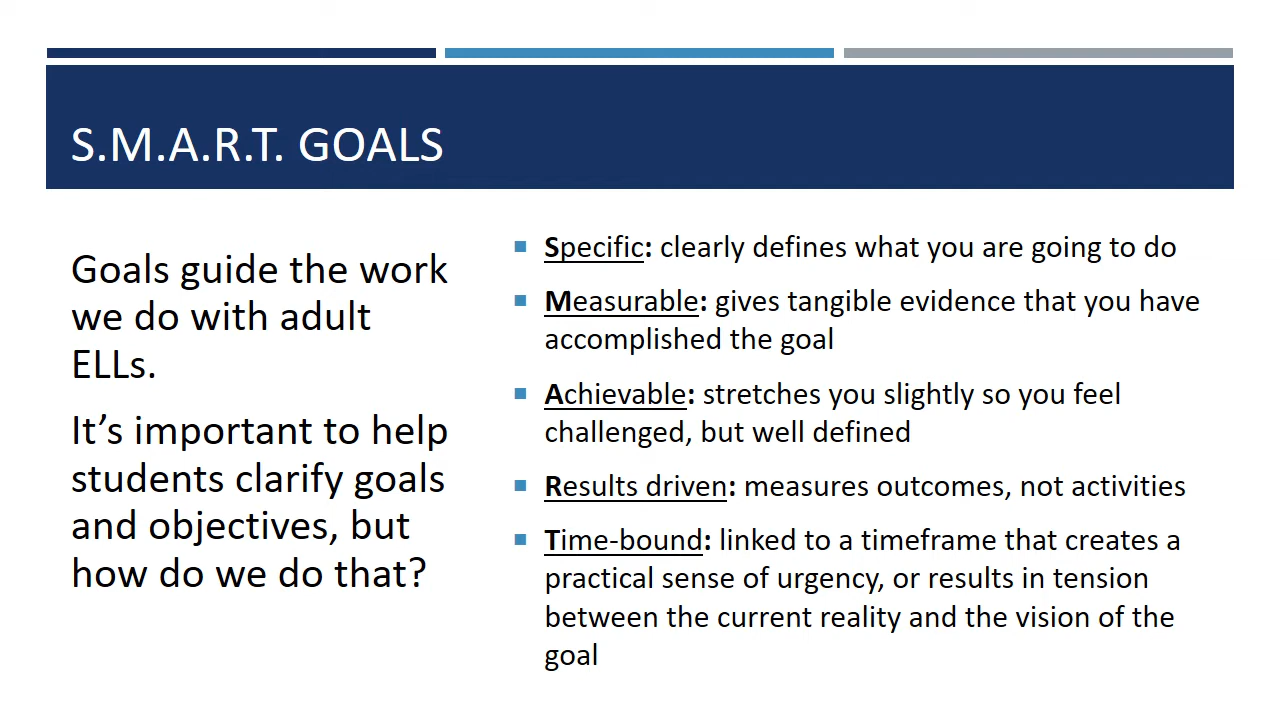 S.M.A.R.T. GOALS
Goals guide the work
we do with adult
ELLs.
It’s important to help
students clarify goals
and objectives, but
how do we do that?
Specific: clearly defines what you are going to do
Measurable: gives tangible evidence that you have
accomplished the goal
Achievable: stretches you slightly so you feel
challenged, but well defined
Results driven: measures outcomes, not activities
Time-bound: linked to a timeframe that creates a
practical sense of urgency, or results in tension
between the current reality and the vision of the
goal